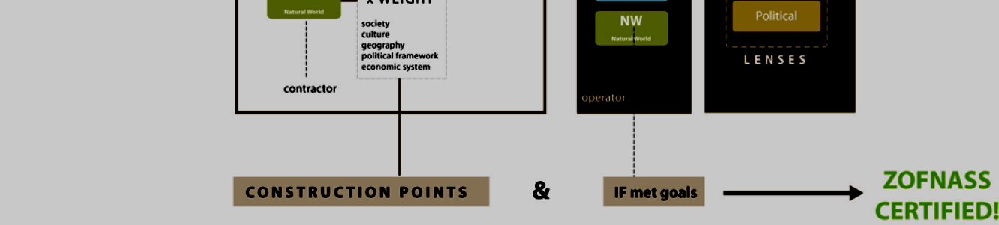 Natural World
x WEIGHT
society
culture
geography
political framework
economic system
contractor
NW
Natural World
operator
Political
LENSES
CONSTRUCTION POINTS
&
IF met goals
ZOFNASS
CERTIFIED!